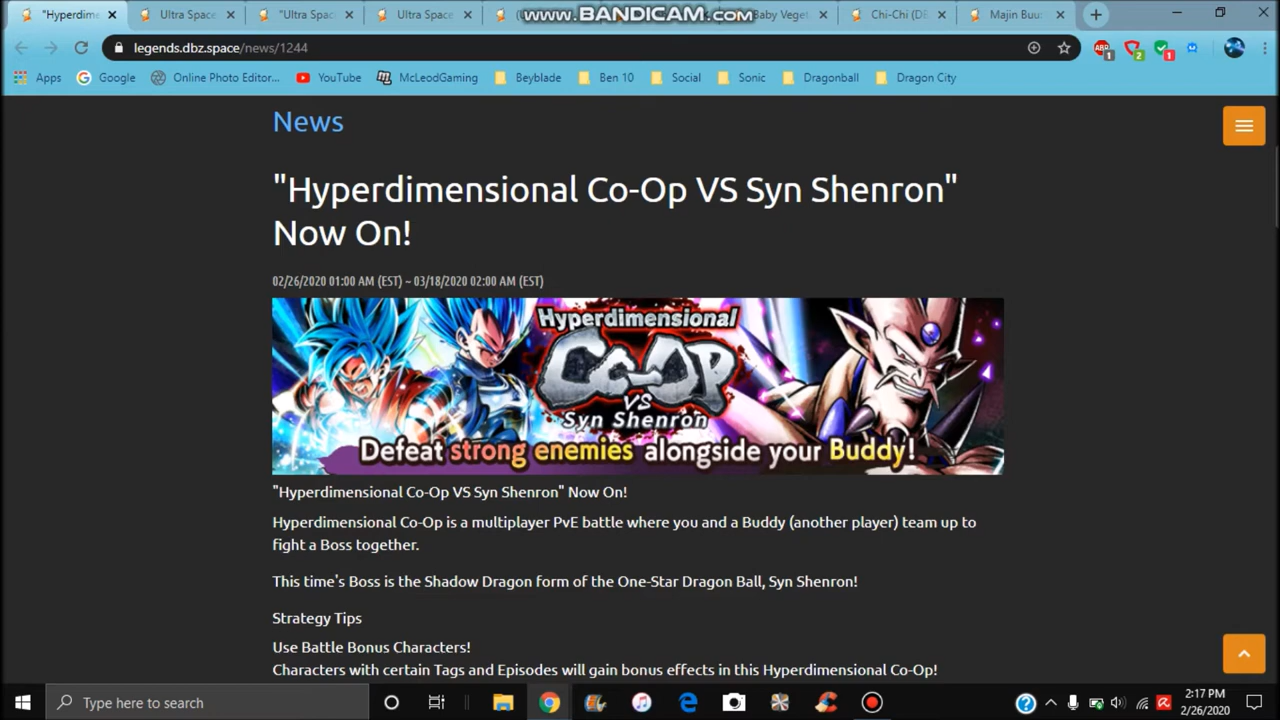 "Hyperdime
Ultra Space
"Ultra Spac
Ultra Space
www.BANDICAM.com
Baby Veget
Chi-Chi (DB
Majin Buu:
legends.dbz.space/news/1244
1
2
1
Apps
Google
Online Photo Editor...
YouTube
McLeodGaming
Beyblade
Ben 10
Social
Sonic
Dragonball
Dragon City
News
"Hyperdimensional Co-Op VS Syn Shenron"
Now On!
02/26/2020 01:00 AM (EST) ~ 03/18/2020 02:00 AM (EST)
Hyperdimensional
Co-Op
VS
Syn Shenron
Defeat strong enemies alongside your Buddy!
"Hyperdimensional Co-Op VS Syn Shenron" Now On!
Hyperdimensional Co-Op is a multiplayer PvE battle where you and a Buddy (another player) team up to
fight a Boss together.
This time's Boss is the Shadow Dragon form of the One-Star Dragon Ball, Syn Shenron!
Strategy Tips
Use Battle Bonus Characters!
Characters with certain Tags and Episodes will gain bonus effects in this Hyperdimensional Co-Op!
Type here to search
2:17 PM
2/26/2020